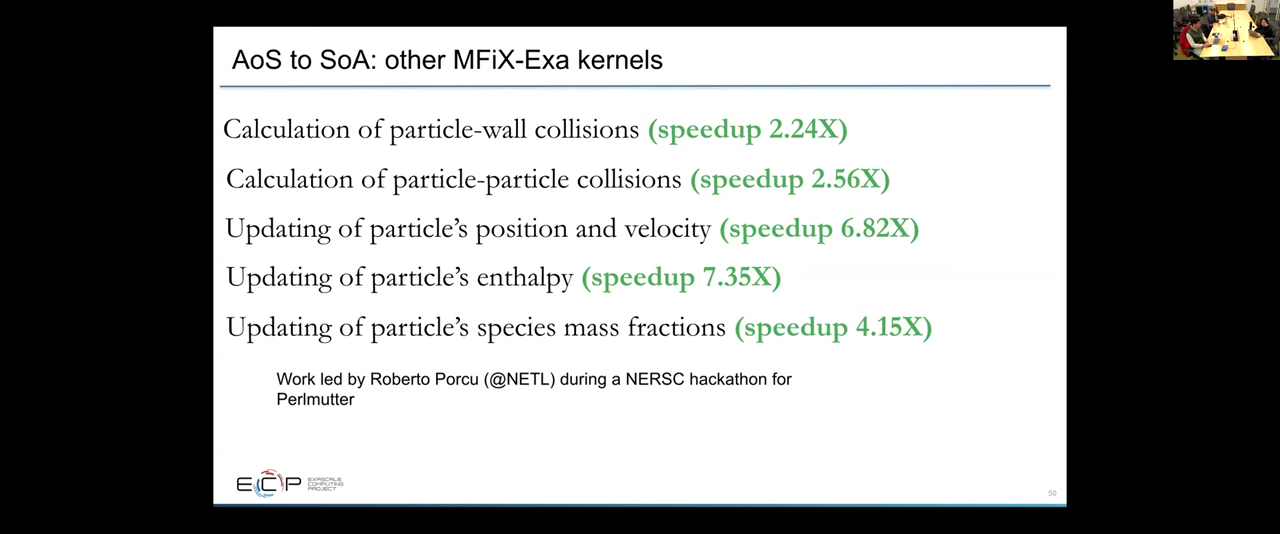 AoS to SoA: other MFiX-Exa kernels
Calculation of particle-wall collisions (speedup 2.24X)
Calculation of particle-particle collisions (speedup 2.56X)
Updating of particle’s position and velocity (speedup 6.82X)
Updating of particle’s enthalpy (speedup 7.35X)
Updating of particle’s species mass fractions (speedup 4.15X)
Work led by Roberto Porcu (@NETL) during a NERSC hackathon for
Perlmutter
ECP
EXASCALE
COMPUTING
PROJECT
50